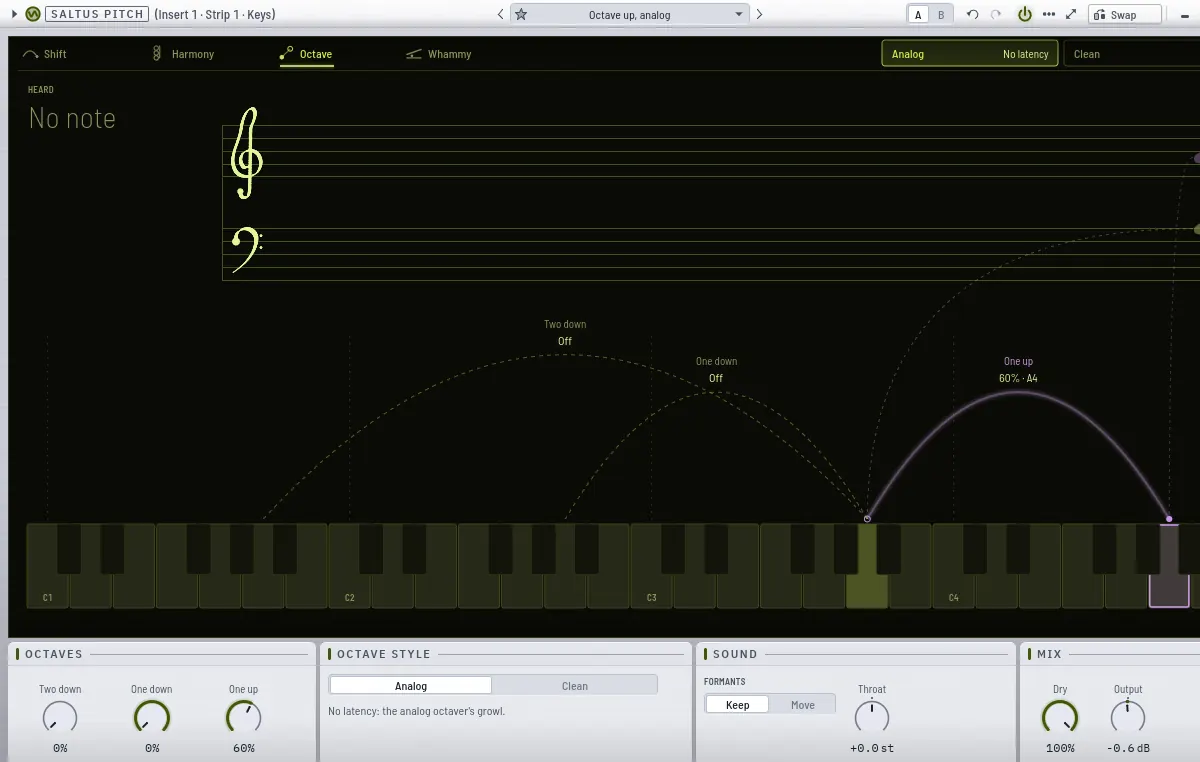 SALTUS PITCH (Insert 1 · Strip 1 · Keys) Octave up, analog A B Swap
Shift Harmony Octave Whammy Analog No latency Clean
HEARD
No note
Two down
Off
One down
Off
One up
60% · A4
C1 C2 C3 C4
OCTAVES OCTAVE STYLE SOUND MIX
Two down One down One up
0% 0% 60%
Analog Clean
No latency: the analog octaver's growl.
FORMANTS
Keep Move
Throat
+0.0 st
Dry Output
100% -0.6 dB